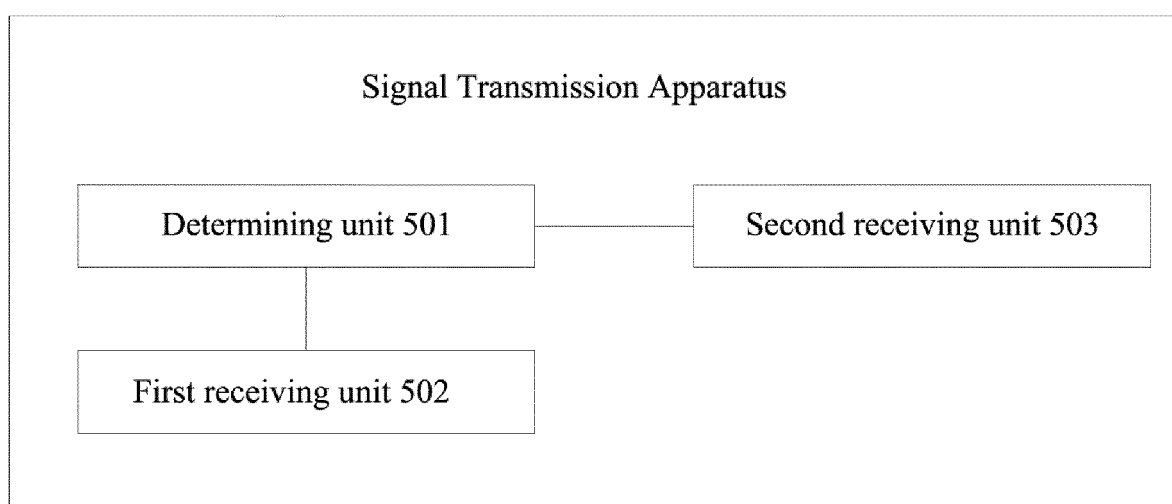 Signal Transmission Apparatus
Determining unit 501
Second receiving unit 503
First receiving unit 502